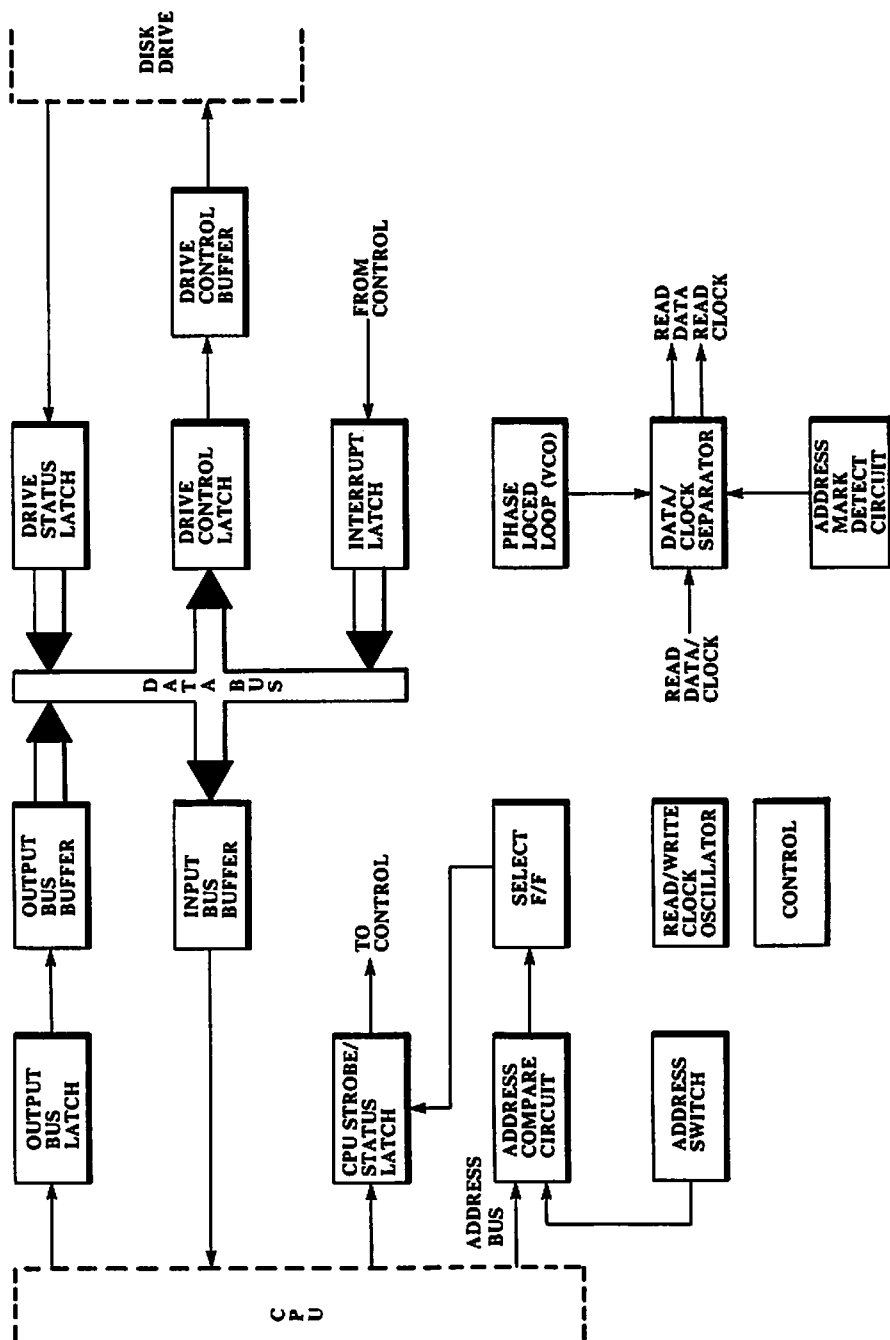 CPU
OUTPUT
BUS
LATCH
OUTPUT
BUS
BUFFER
DATA BUS
DRIVE
STATUS
LATCH
DISK
DRIVE
INPUT
BUS
BUFFER
DRIVE
CONTROL
LATCH
DRIVE
CONTROL
BUFFER
CPU STROBE/
STATUS
LATCH
TO
CONTROL
INTERRUPT
LATCH
FROM
CONTROL
ADDRESS
BUS
ADDRESS
COMPARE
CIRCUIT
SELECT
F/F
PHASE
LOCED
LOOP (VCO)
ADDRESS
SWITCH
READ/WRITE
CLOCK
OSCILLATOR
READ
DATA/
CLOCK
DATA/
CLOCK
SEPARATOR
READ
DATA
READ
CLOCK
CONTROL
ADDRESS
MARK
DETECT
CIRCUIT